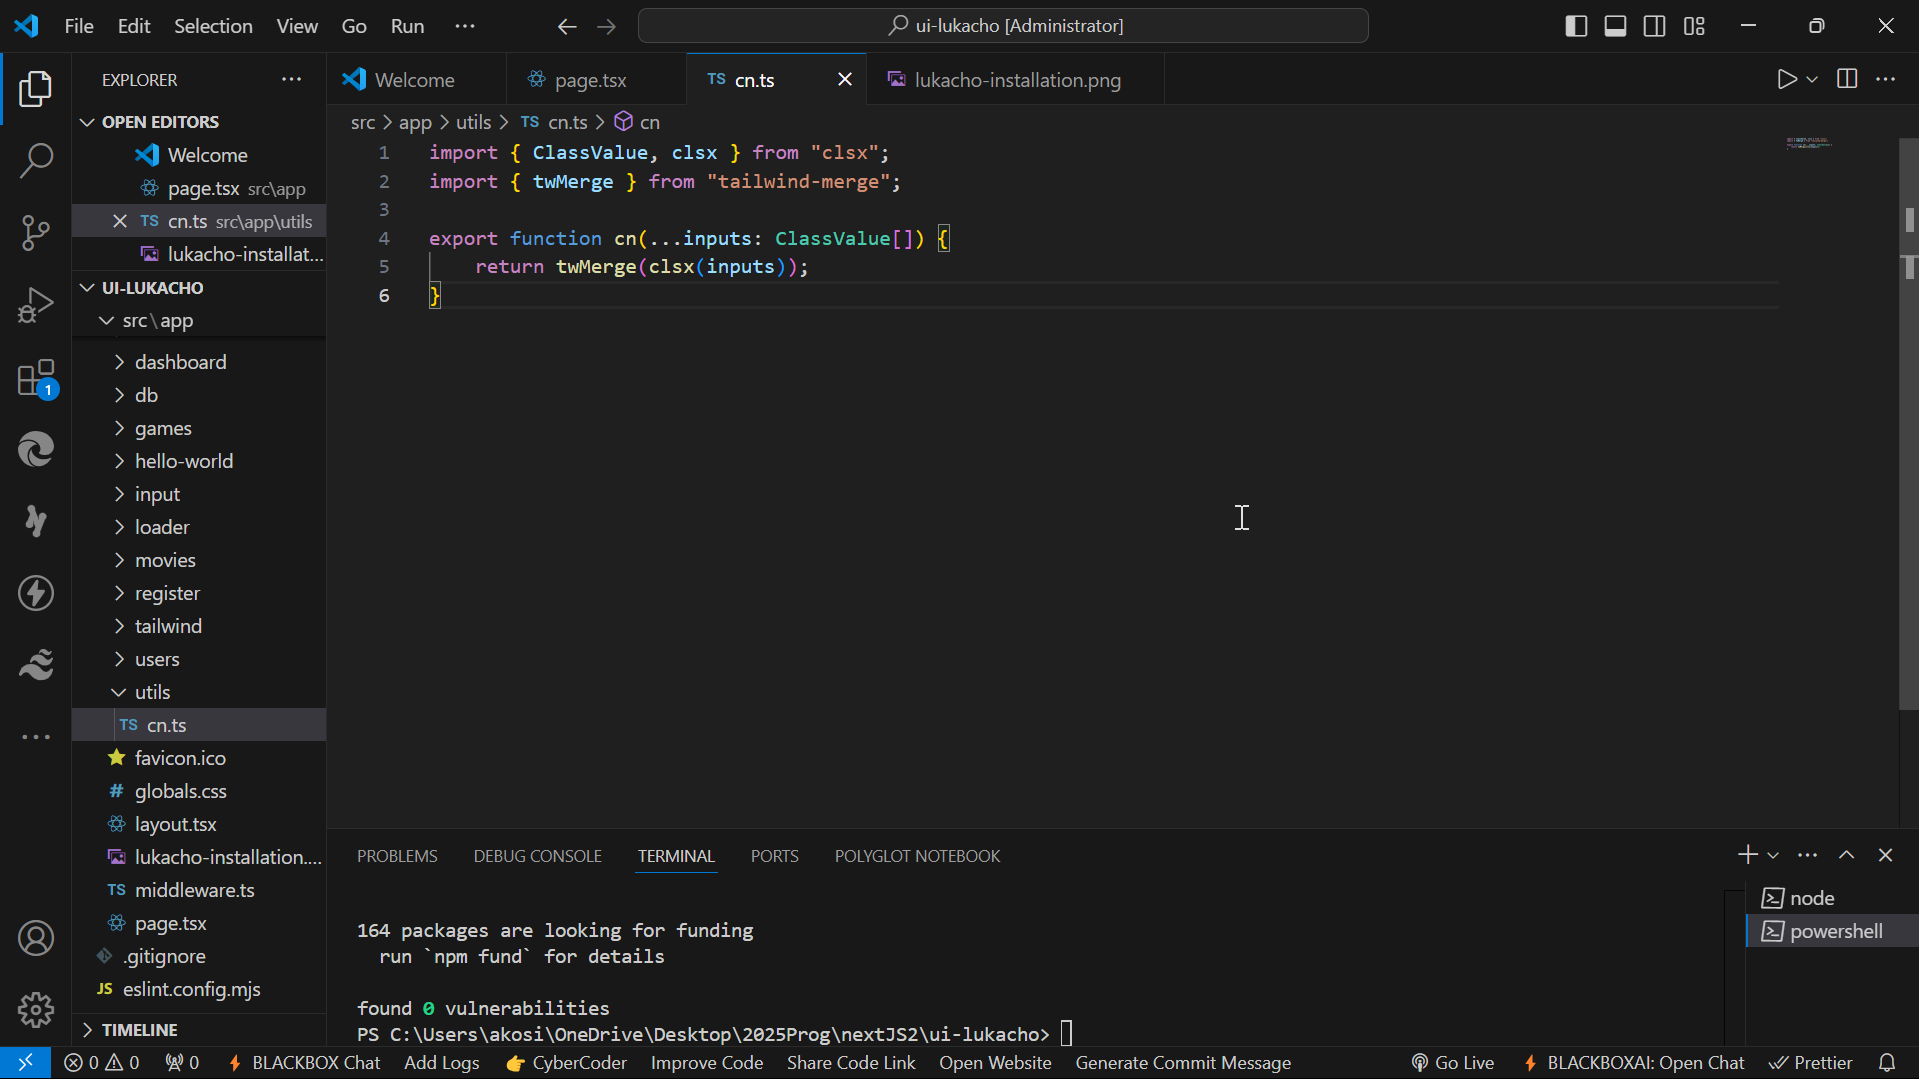 File Edit Selection View Go Run ···
ui-lukacho [Administrator]
EXPLORER
OPEN EDITORS
Welcome
page.tsx src\app
cn.ts src\app\utils
lukacho-installat...
UI-LUKACHO
src\app
dashboard
db
games
hello-world
input
loader
movies
register
tailwind
users
utils
TS cn.ts
favicon.ico
# globals.css
layout.tsx
lukacho-installation....
TS middleware.ts
page.tsx
.gitignore
JS eslint.config.mjs
TIMELINE
1
Welcome
page.tsx
TS cn.ts
lukacho-installation.png
src > app > utils > TS cn.ts > cn
1 import { ClassValue, clsx } from "clsx";
2 import { twMerge } from "tailwind-merge";
3
4 export function cn(...inputs: ClassValue[]) {
5 return twMerge(clsx(inputs));
6 }
PROBLEMS DEBUG CONSOLE TERMINAL PORTS POLYGLOT NOTEBOOK
164 packages are looking for funding
run `npm fund` for details
found 0 vulnerabilities
PS C:\Users\akosi\OneDrive\Desktop\2025Prog\nextJS2\ui-lukacho>
node
powershell
0 0 0 BLACKBOX Chat Add Logs CyberCoder Improve Code Share Code Link Open Website Generate Commit Message Go Live BLACKBOXAI: Open Chat Prettier